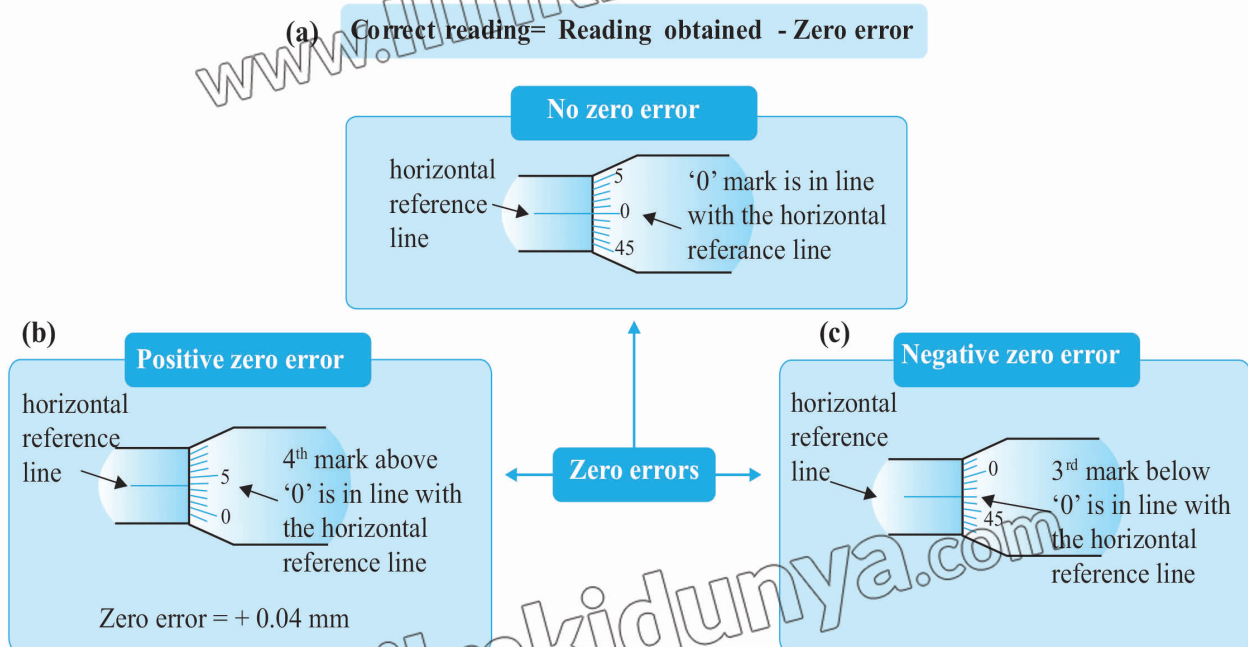 (a) Correct reading= Reading obtained - Zero error
No zero error
horizontal
reference
line
5
0
45
‘0’ mark is in line
with the horizontal
referance line
(b)
Positive zero error
horizontal
reference
line
5
0
4th mark above
‘0’ is in line with
the horizontal
reference line
Zero error = + 0.04 mm
Zero errors
(c)
Negative zero error
horizontal
reference
line
0
45
3rd mark below
‘0’ is in line with
the horizontal
reference line